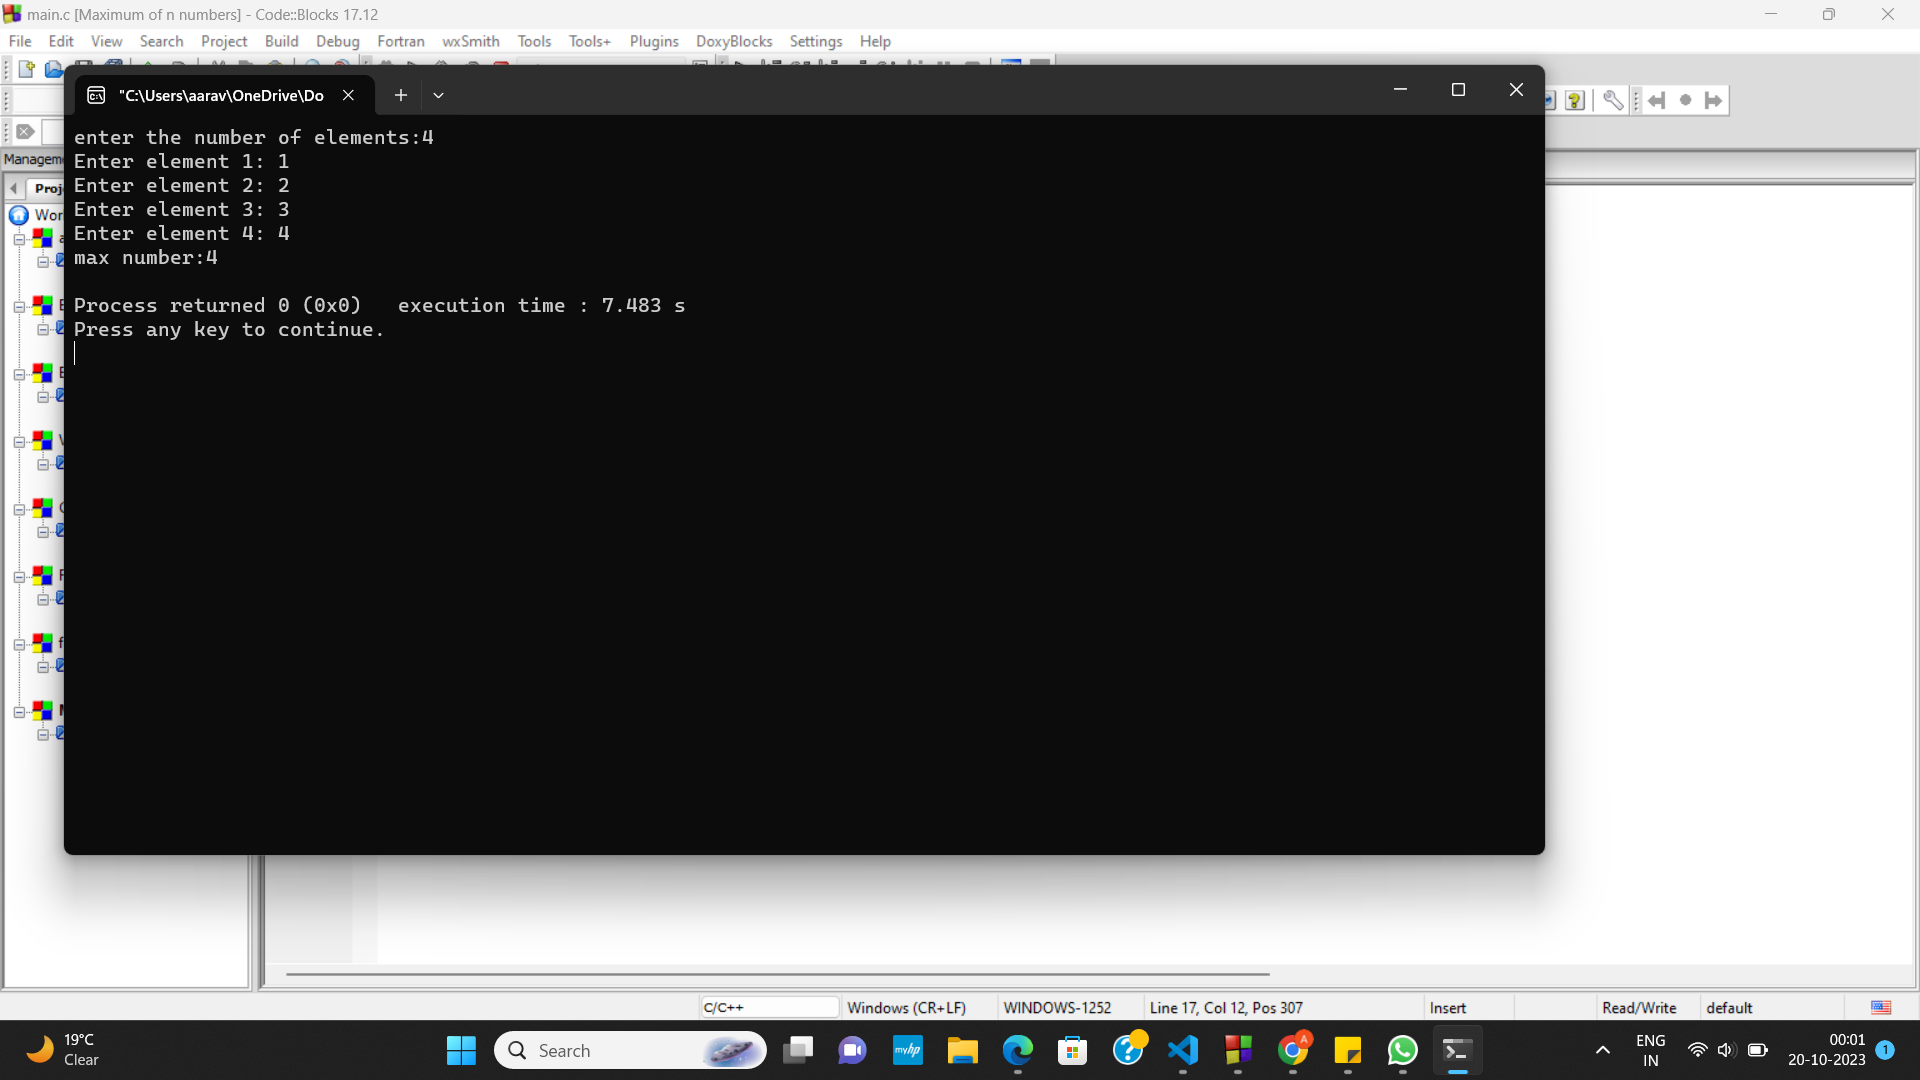 main.c [Maximum of n numbers] - Code::Blocks 17.12
File Edit View Search Project Build Debug Fortran wxSmith Tools Tools+ Plugins DoxyBlocks Settings Help
"C:\Users\aarav\OneDrive\Do
enter the number of elements:4
Enter element 1: 1
Enter element 2: 2
Enter element 3: 3
Enter element 4: 4
max number:4
Process returned 0 (0x0)   execution time : 7.483 s
Press any key to continue.
C/C++ Windows (CR+LF) WINDOWS-1252 Line 17, Col 12, Pos 307 Insert Read/Write default
19°C
Clear
Search
myhp
A
ENG
IN
00:01
20-10-2023
1